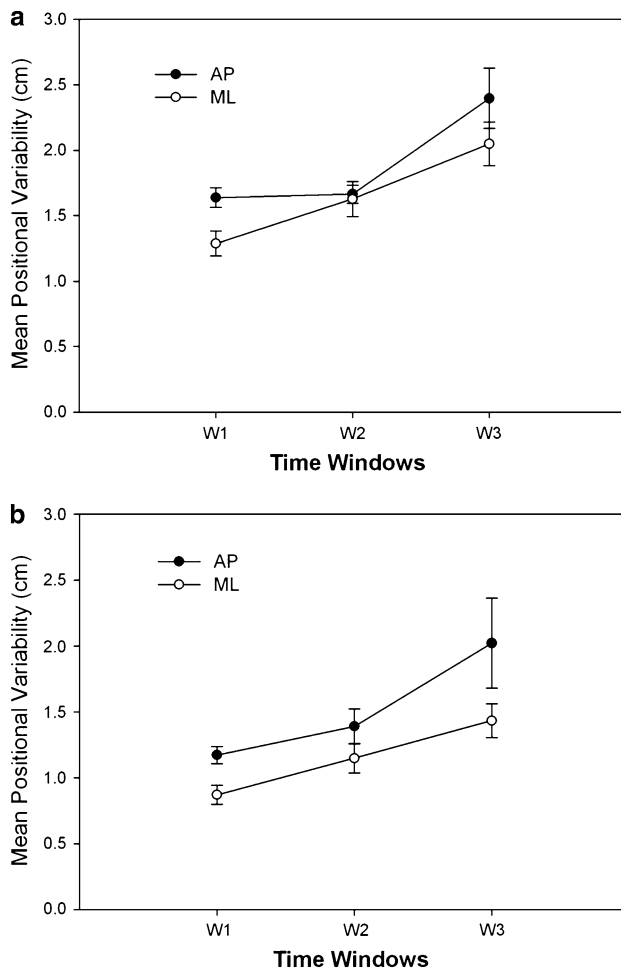 a
3.0
2.5
2.0
1.5
1.0
0.5
0.0
Mean Positional Variability (cm)
AP
ML
W1 W2 W3
Time Windows
b
3.0
2.5
2.0
1.5
1.0
0.5
0.0
Mean Positional Variability (cm)
AP
ML
W1 W2 W3
Time Windows